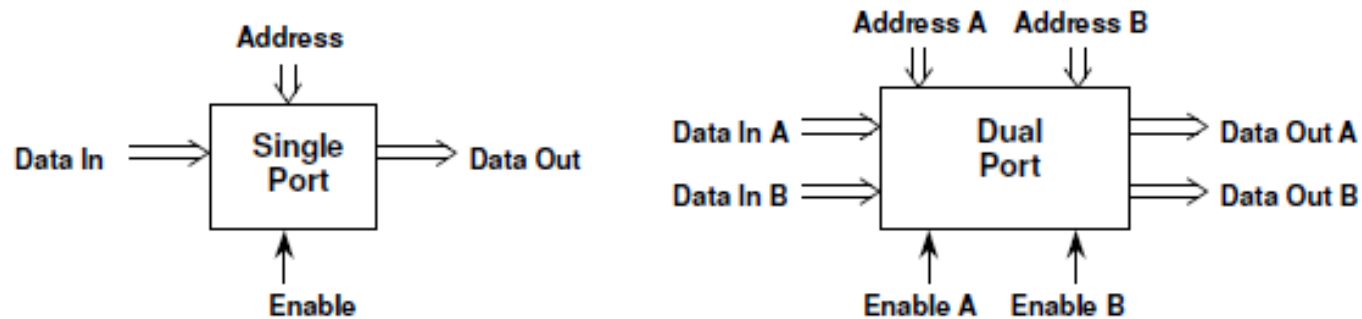 Address
Data In
Single
Port
Data Out
Enable
Address A Address B
Data In A
Data In B
Dual
Port
Data Out A
Data Out B
Enable A Enable B